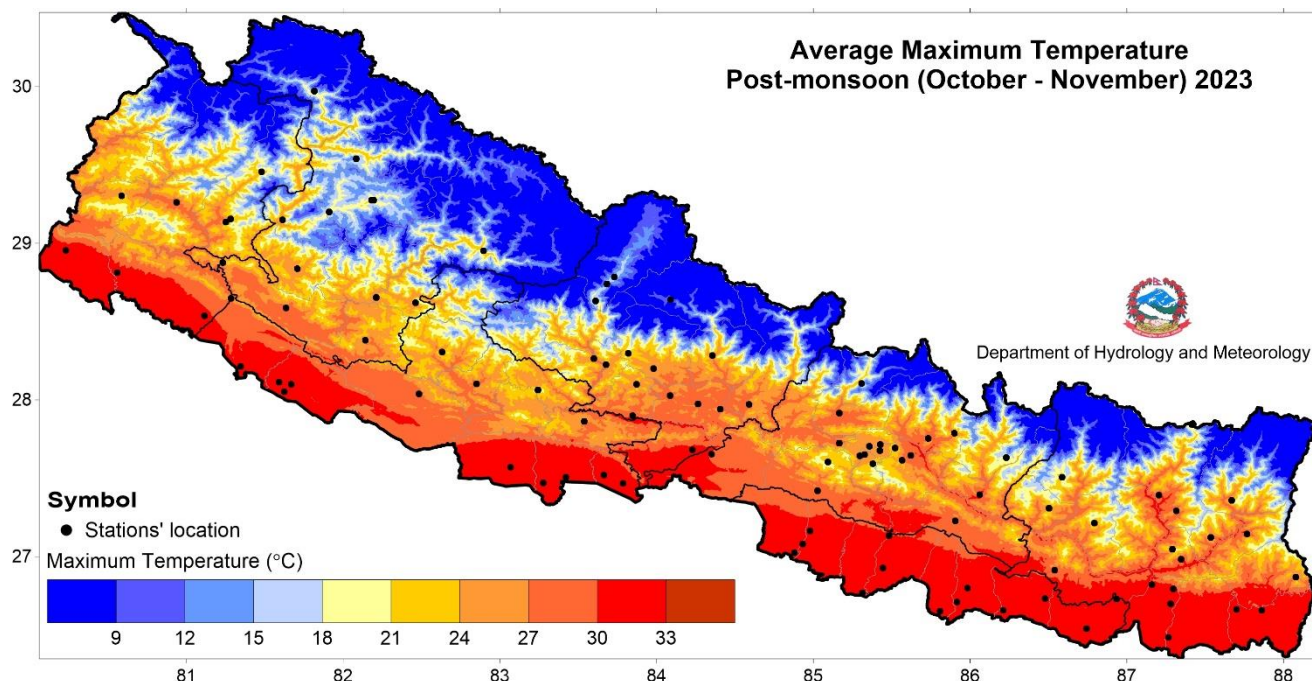 Average Maximum Temperature
Post-monsoon (October - November) 2023
Department of Hydrology and Meteorology
Symbol
Stations' location
Maximum Temperature (°C)
9 12 15 18 21 24 27 30 33
30
29
28
27
81 82 83 84 85 86 87 88